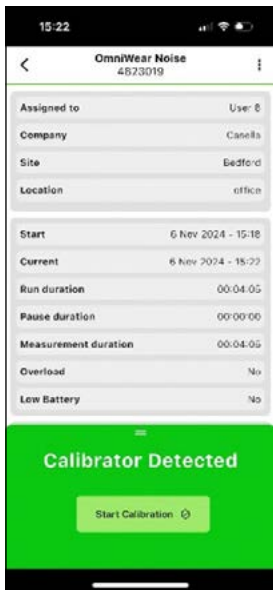 15:22
OmniWear Noise
4823019
Assigned to User 8
Company Casella
Site Bedford
Location office
Start 6 Nov 2024 - 15:18
Current 6 Nov 2024 - 15:22
Run duration 00:04:05
Pause duration 00:00:00
Measurement duration 00:04:05
Overload No
Low Battery No
Calibrator Detected
Start Calibration